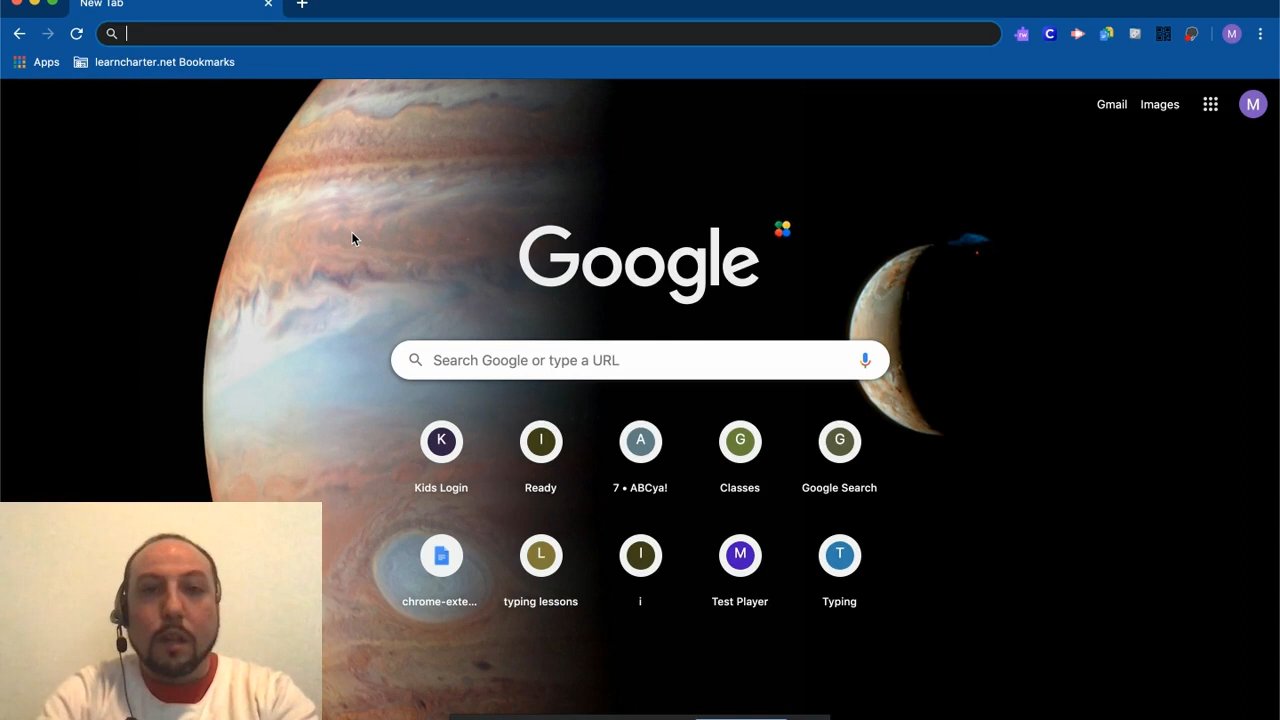 New Tab
M
Apps
learncharter.net Bookmarks
Gmail
Images
M
Google
Search Google or type a URL
K
I
A
G
G
Kids Login
Ready
7 • ABCya!
Classes
Google Search
L
I
M
T
chrome-exte...
typing lessons
i
Test Player
Typing